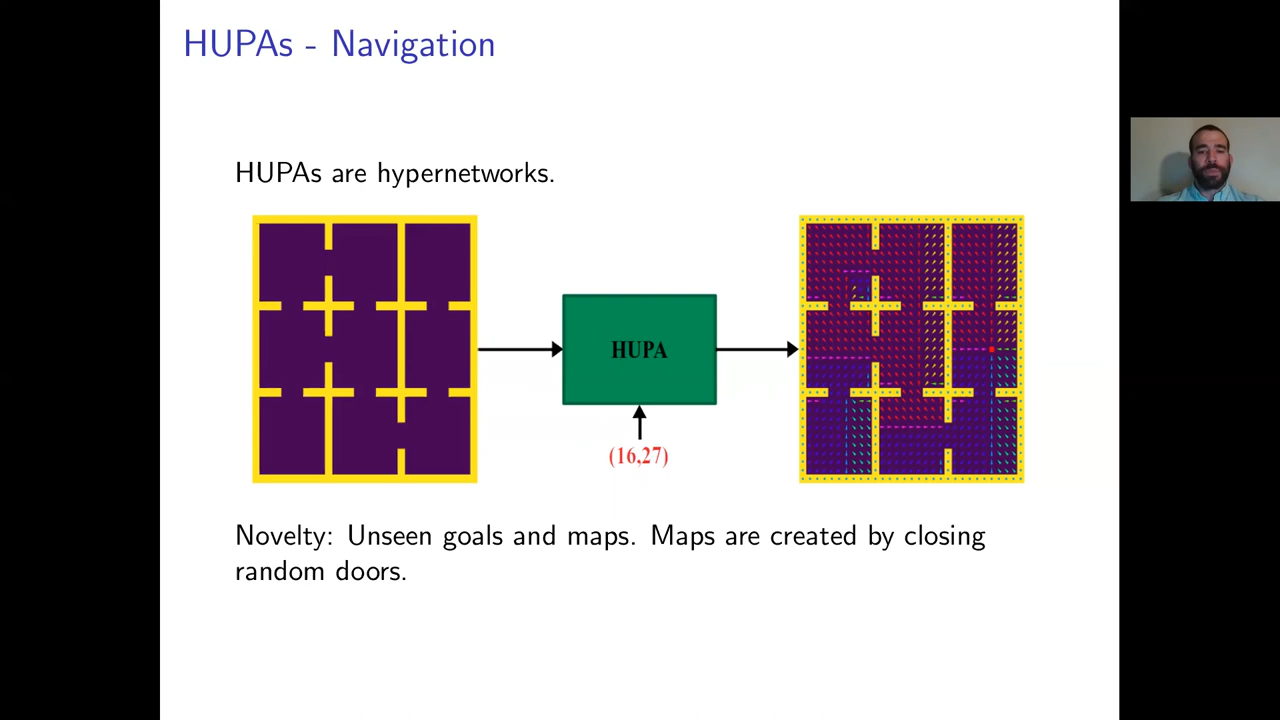 HUPAs - Navigation
HUPAs are hypernetworks.
HUPA
(16,27)
Novelty: Unseen goals and maps. Maps are created by closing
random doors.